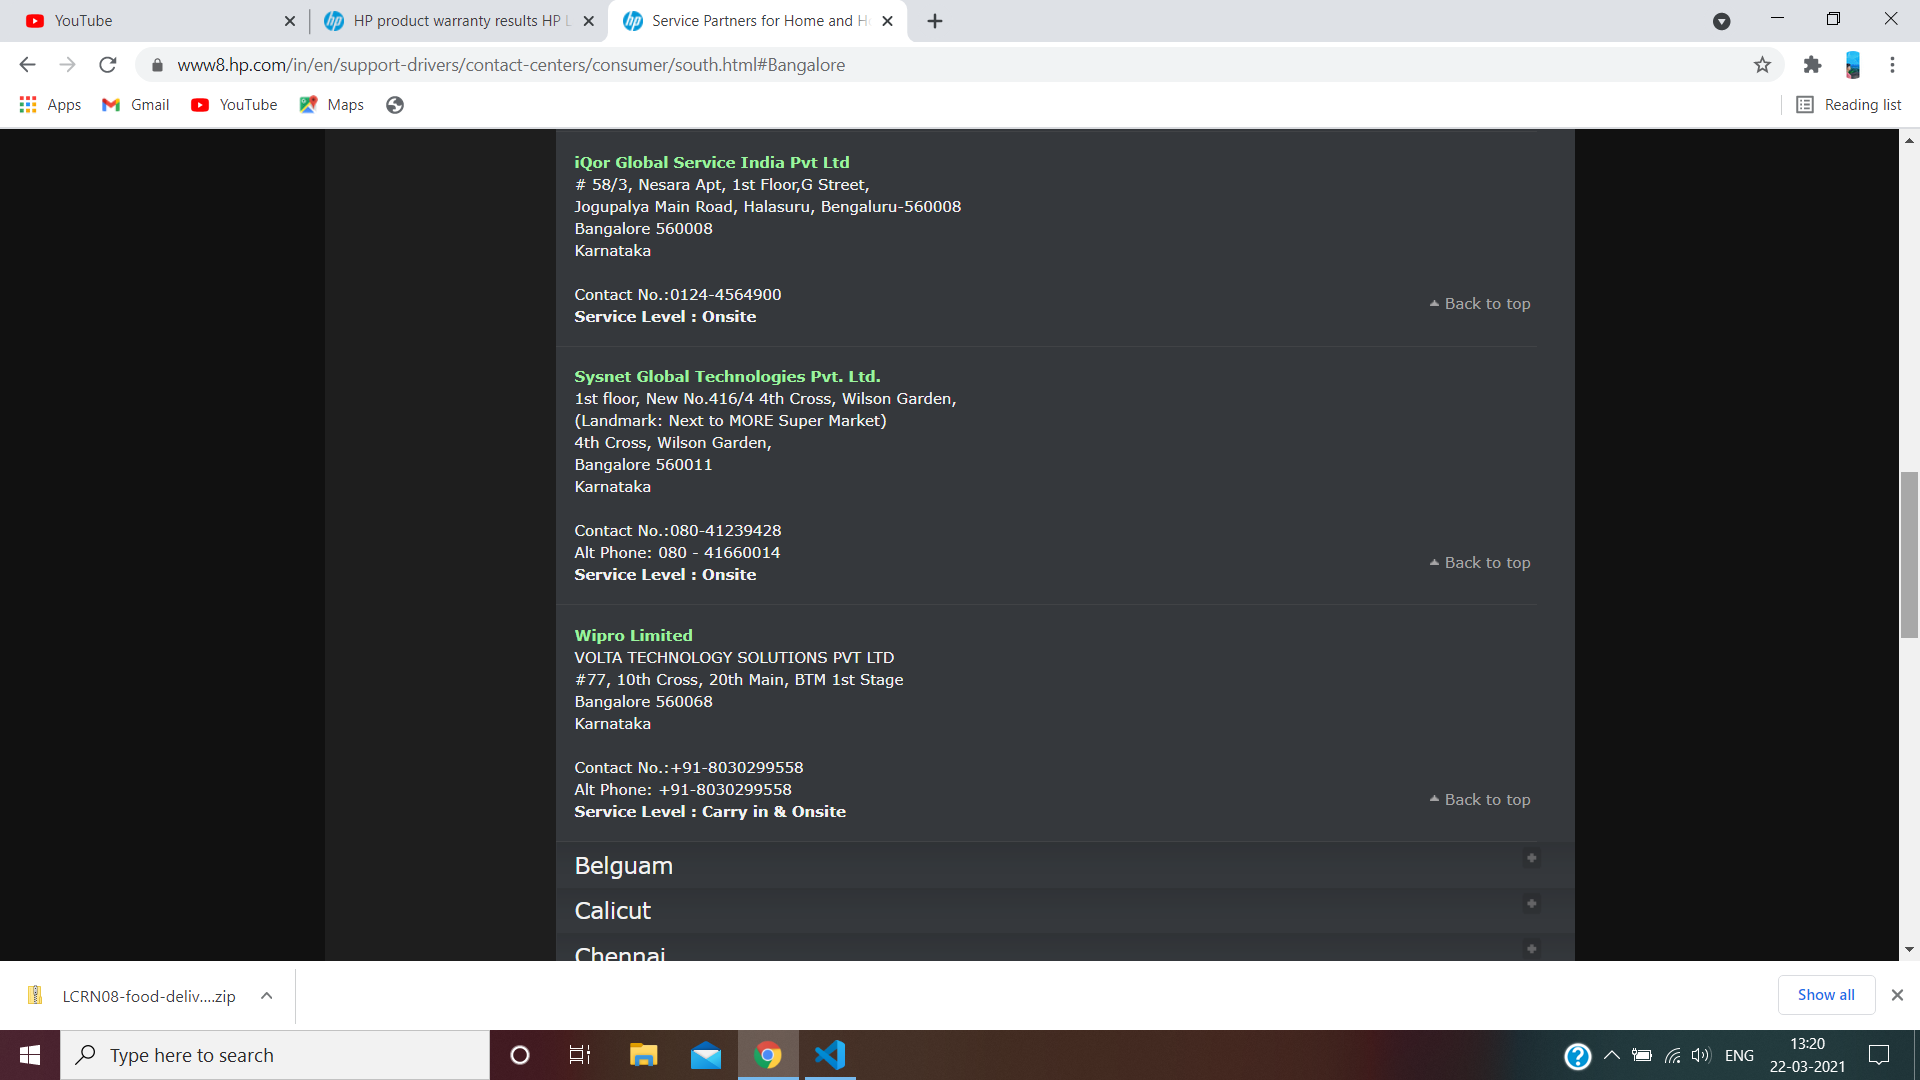 YouTube
HP product warranty results HP L
Service Partners for Home and H
www8.hp.com/in/en/support-drivers/contact-centers/consumer/south.html#Bangalore
Apps
Gmail
YouTube
Maps
Reading list
iQor Global Service India Pvt Ltd
# 58/3, Nesara Apt, 1st Floor,G Street,
Jogupalya Main Road, Halasuru, Bengaluru-560008
Bangalore 560008
Karnataka
Contact No.:0124-4564900
Back to top
Service Level : Onsite
Sysnet Global Technologies Pvt. Ltd.
1st floor, New No.416/4 4th Cross, Wilson Garden,
(Landmark: Next to MORE Super Market)
4th Cross, Wilson Garden,
Bangalore 560011
Karnataka
Contact No.:080-41239428
Alt Phone: 080 - 41660014
Back to top
Service Level : Onsite
Wipro Limited
VOLTA TECHNOLOGY SOLUTIONS PVT LTD
#77, 10th Cross, 20th Main, BTM 1st Stage
Bangalore 560068
Karnataka
Contact No.:+91-8030299558
Alt Phone: +91-8030299558
Back to top
Service Level : Carry in & Onsite
Belguam
Calicut
Chennai
LCRN08-food-deliv....zip
Show all
Type here to search
ENG
13:20
22-03-2021